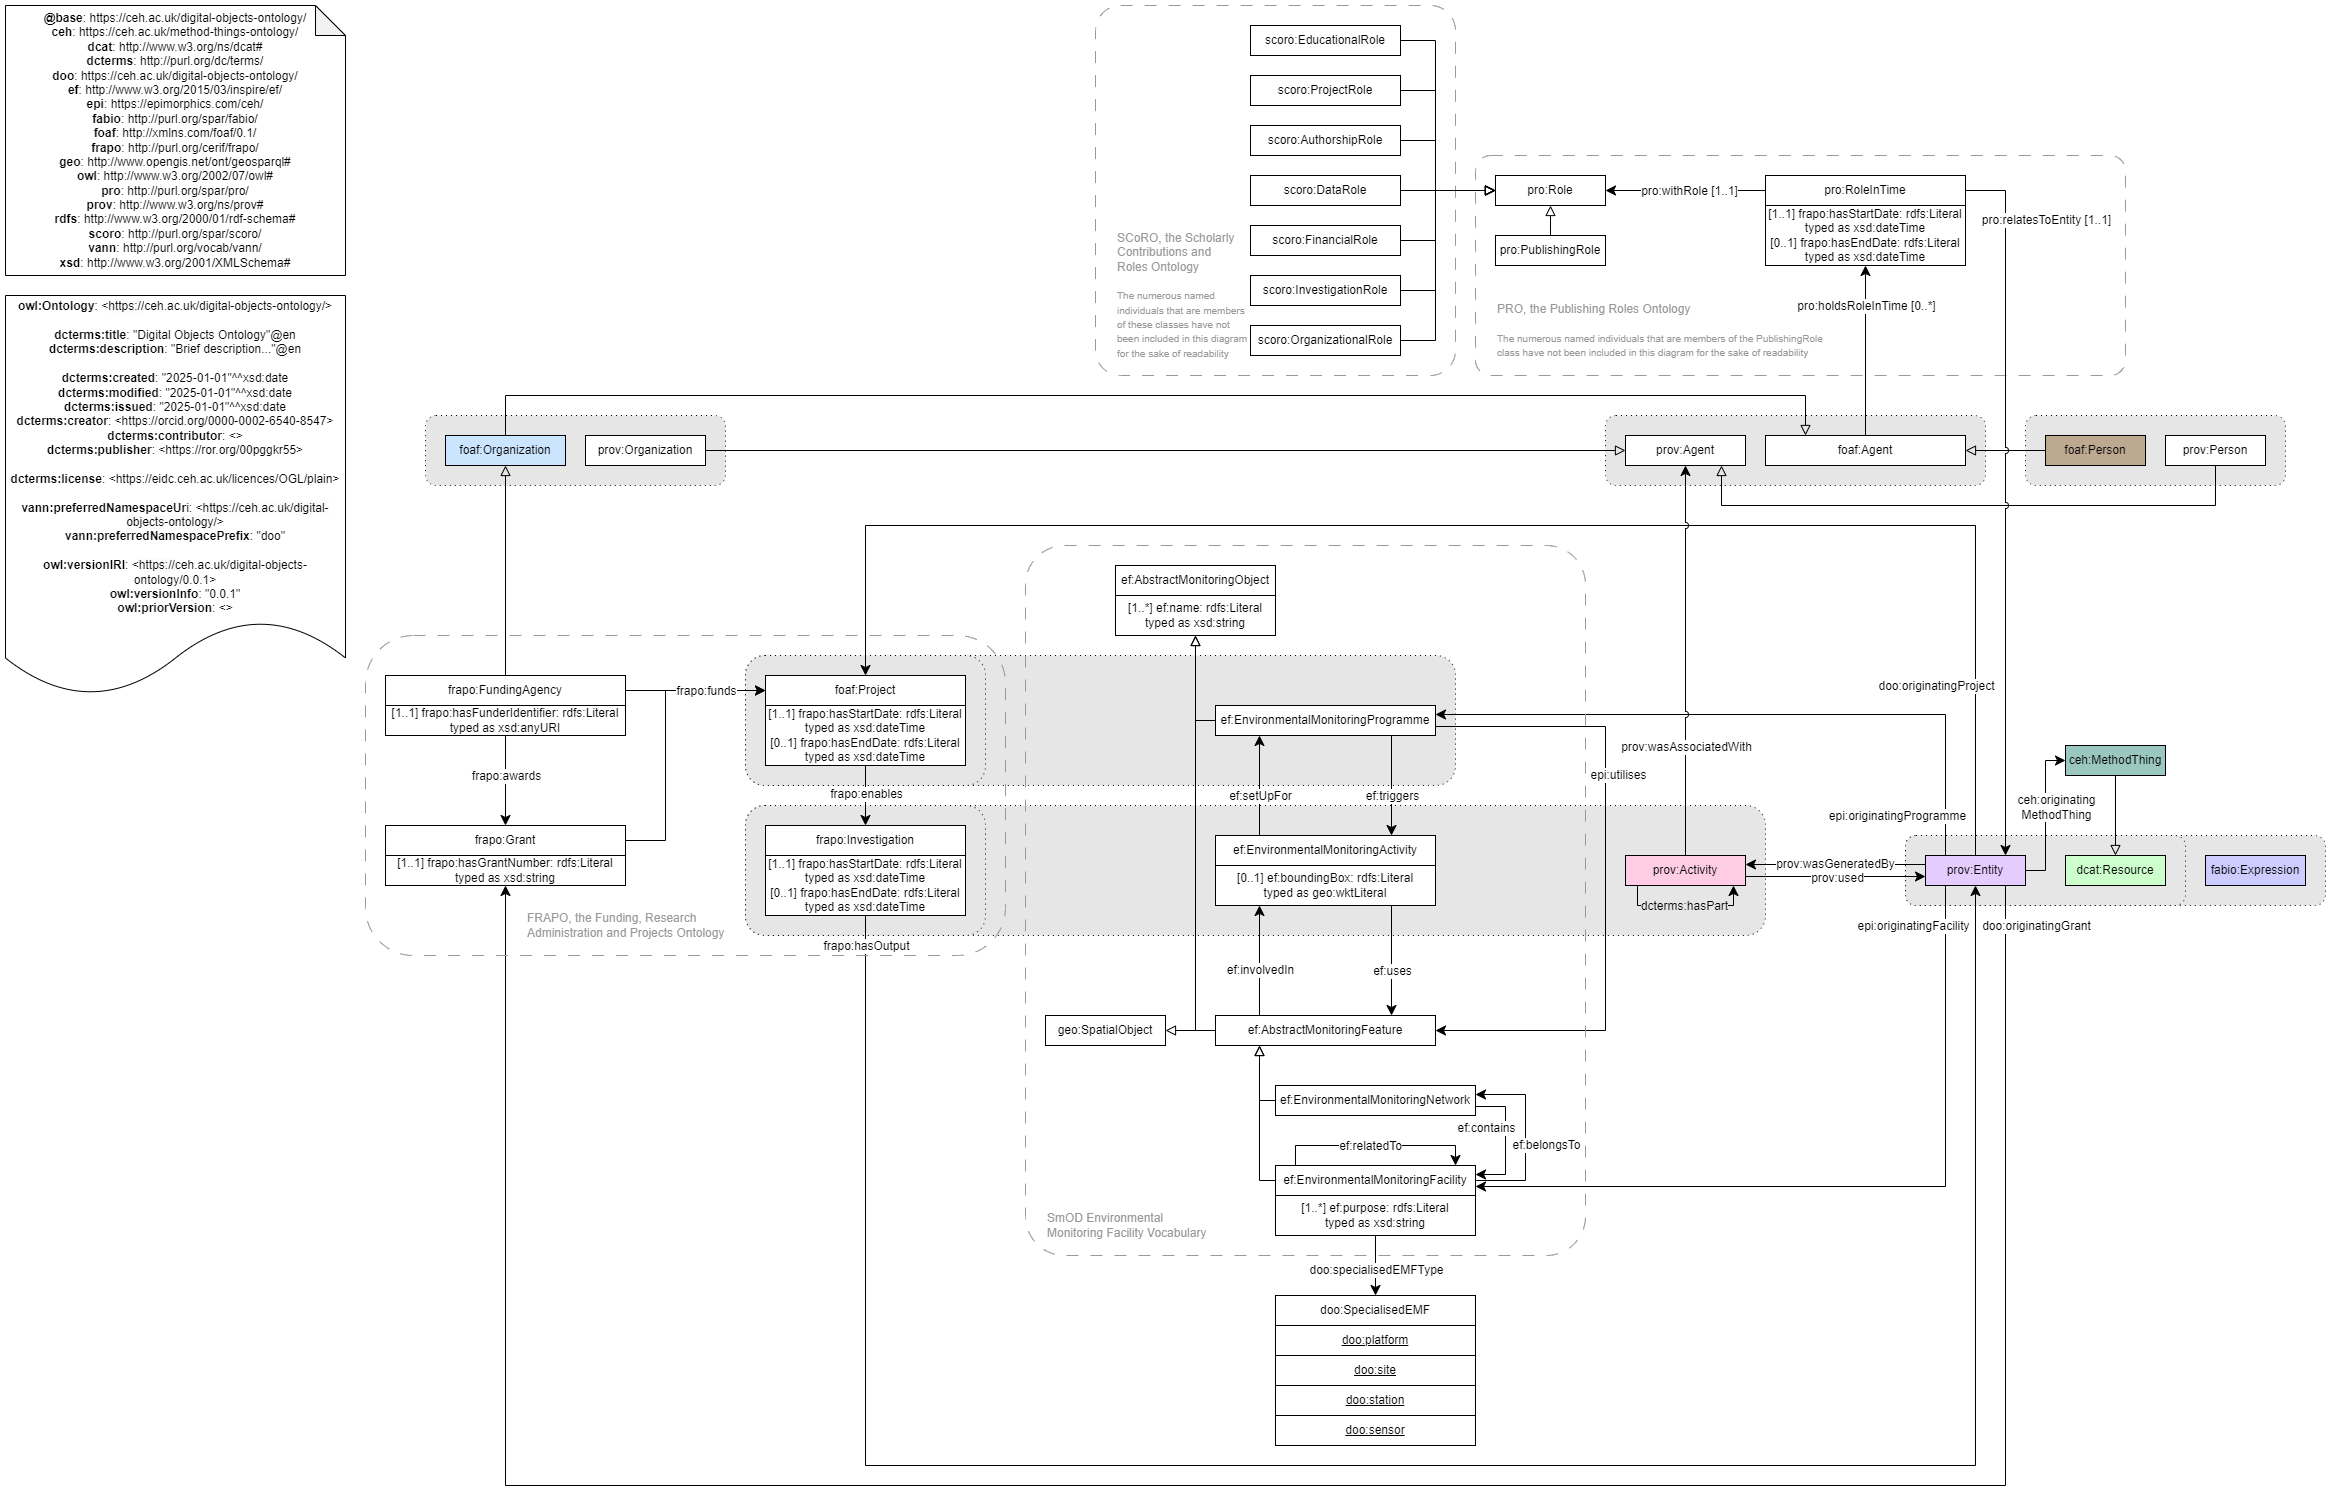 @base: https://ceh.ac.uk/digital-objects-ontology/
ceh: https://ceh.ac.uk/method-things-ontology/
dcat: http://www.w3.org/ns/dcat#
dcterms: http://purl.org/dc/terms/
doo: https://ceh.ac.uk/digital-objects-ontology/
ef: http://www.w3.org/2015/03/inspire/ef/
epi: https://epimorphics.com/ceh/
fabio: http://purl.org/spar/fabio/
foaf: http://xmlns.com/foaf/0.1/
frapo: http://purl.org/cerif/frapo/
geo: http://www.opengis.net/ont/geosparql#
owl: http://www.w3.org/2002/07/owl#
pro: http://purl.org/spar/pro/
prov: http://www.w3.org/ns/prov#
rdfs: http://www.w3.org/2000/01/rdf-schema#
scoro: http://purl.org/spar/scoro/
vann: http://purl.org/vocab/vann/
xsd: http://www.w3.org/2001/XMLSchema#
owl:Ontology: <https://ceh.ac.uk/digital-objects-ontology/>
dcterms:title: "Digital Objects Ontology"@en
dcterms:description: "Brief description..."@en
dcterms:created: "2025-01-01"^^xsd:date
dcterms:modified: "2025-01-01"^^xsd:date
dcterms:issued: "2025-01-01"^^xsd:date
dcterms:creator: <https://orcid.org/0000-0002-6540-8547>
dcterms:contributor: <>
dcterms:publisher: <https://ror.org/00pggkr55>
dcterms:license: <https://eidc.ceh.ac.uk/licences/OGL/plain>
vann:preferredNamespaceUri: <https://ceh.ac.uk/digital-
objects-ontology/>
vann:preferredNamespacePrefix: "doo"
owl:versionIRI: <https://ceh.ac.uk/digital-objects-
ontology/0.0.1>
owl:versionInfo: "0.0.1"
owl:priorVersion: <>
scoro:EducationalRole
scoro:ProjectRole
scoro:AuthorshipRole
scoro:DataRole
scoro:FinancialRole
scoro:InvestigationRole
scoro:OrganizationalRole
SCoRO, the Scholarly
Contributions and
Roles Ontology
The numerous named
individuals that are members
of these classes have not
been included in this diagram
for the sake of readability
pro:Role
pro:PublishingRole
pro:withRole [1..1]
pro:RoleInTime
[1..1] frapo:hasStartDate: rdfs:Literal
typed as xsd:dateTime
[0..1] frapo:hasEndDate: rdfs:Literal
typed as xsd:dateTime
pro:relatesToEntity [1..1]
pro:holdsRoleInTime [0..*]
PRO, the Publishing Roles Ontology
The numerous named individuals that are members of the PublishingRole
class have not been included in this diagram for the sake of readability
foaf:Organization
prov:Organization
prov:Agent
foaf:Agent
foaf:Person
prov:Person
ef:AbstractMonitoringObject
[1..*] ef:name: rdfs:Literal
typed as xsd:string
frapo:FundingAgency
[1..1] frapo:hasFunderIdentifier: rdfs:Literal
typed as xsd:anyURI
frapo:funds
foaf:Project
[1..1] frapo:hasStartDate: rdfs:Literal
typed as xsd:dateTime
[0..1] frapo:hasEndDate: rdfs:Literal
typed as xsd:dateTime
ef:EnvironmentalMonitoringProgramme
doo:originatingProject
prov:wasAssociatedWith
epi:utilises
ceh:MethodThing
frapo:awards
frapo:enables
ef:setUpFor
ef:triggers
ceh:originating
MethodThing
epi:originatingProgramme
frapo:Grant
[1..1] frapo:hasGrantNumber: rdfs:Literal
typed as xsd:string
frapo:Investigation
[1..1] frapo:hasStartDate: rdfs:Literal
typed as xsd:dateTime
[0..1] frapo:hasEndDate: rdfs:Literal
typed as xsd:dateTime
ef:EnvironmentalMonitoringActivity
[0..1] ef:boundingBox: rdfs:Literal
typed as geo:wktLiteral
prov:Activity
dcterms:hasPart
prov:wasGeneratedBy
prov:used
prov:Entity
dcat:Resource
fabio:Expression
FRAPO, the Funding, Research
Administration and Projects Ontology
frapo:hasOutput
epi:originatingFacility
doo:originatingGrant
ef:involvedIn
ef:uses
geo:SpatialObject
ef:AbstractMonitoringFeature
ef:EnvironmentalMonitoringNetwork
ef:contains
ef:belongsTo
ef:relatedTo
ef:EnvironmentalMonitoringFacility
[1..*] ef:purpose: rdfs:Literal
typed as xsd:string
SmOD Environmental
Monitoring Facility Vocabulary
doo:specialisedEMFType
doo:SpecialisedEMF
doo:platform
doo:site
doo:station
doo:sensor